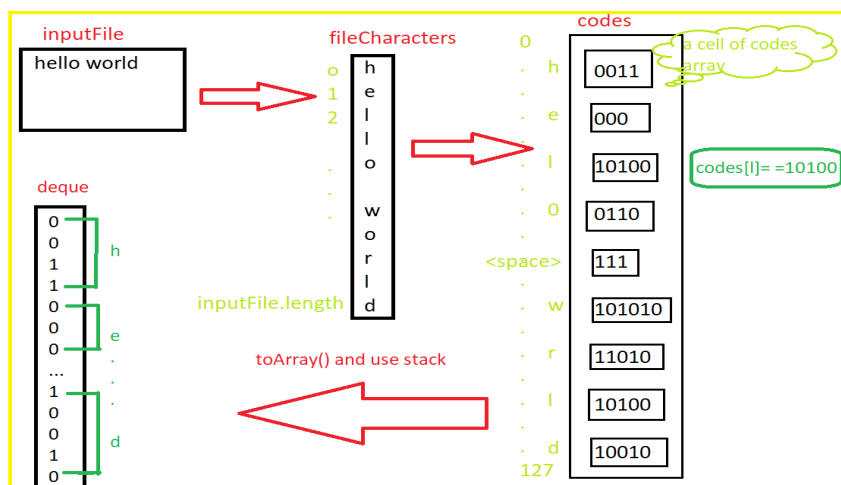 inputFile
hello world
fileCharacters
o
1
2
.
.
.
inputFile.length
h
e
l
l
o
w
o
r
l
d
codes
0
.
h
.
e
.
l
.
0
.
<space>
.
w
.
r
.
l
.
d
127
0011
000
10100
0110
111
101010
11010
10100
10010
a cell of codes
array
codes[l]= =10100
deque
0
0
1
1
0
0
0
...
1
0
0
1
0
h
e
.
.
.
d
toArray() and use stack